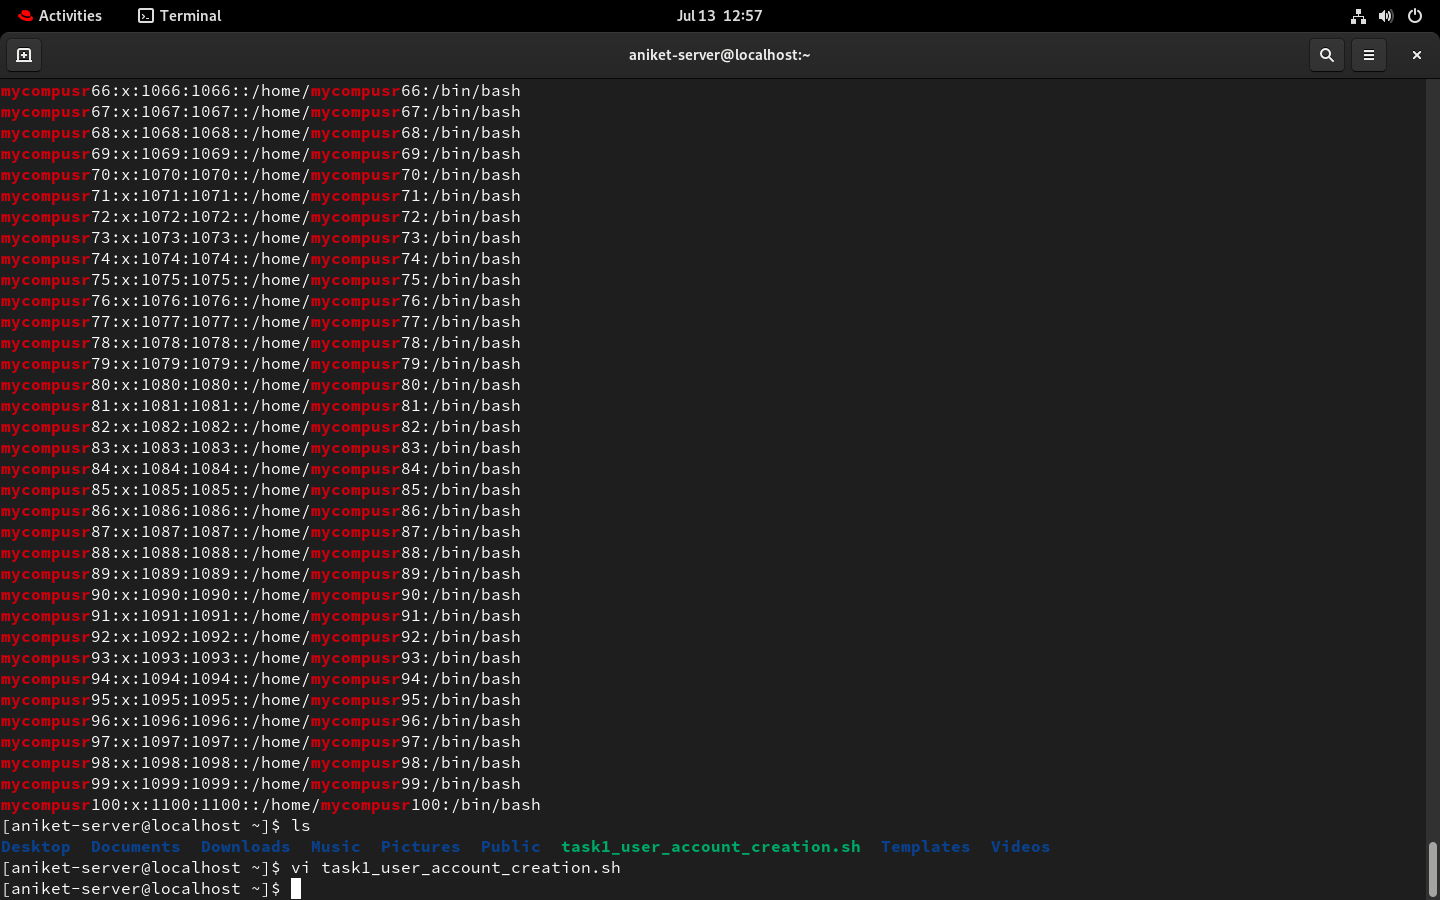 Activities Terminal Jul 13 12:57
aniket-server@localhost:~
mycompusr66:x:1066:1066::/home/mycompusr66:/bin/bash
mycompusr67:x:1067:1067::/home/mycompusr67:/bin/bash
mycompusr68:x:1068:1068::/home/mycompusr68:/bin/bash
mycompusr69:x:1069:1069::/home/mycompusr69:/bin/bash
mycompusr70:x:1070:1070::/home/mycompusr70:/bin/bash
mycompusr71:x:1071:1071::/home/mycompusr71:/bin/bash
mycompusr72:x:1072:1072::/home/mycompusr72:/bin/bash
mycompusr73:x:1073:1073::/home/mycompusr73:/bin/bash
mycompusr74:x:1074:1074::/home/mycompusr74:/bin/bash
mycompusr75:x:1075:1075::/home/mycompusr75:/bin/bash
mycompusr76:x:1076:1076::/home/mycompusr76:/bin/bash
mycompusr77:x:1077:1077::/home/mycompusr77:/bin/bash
mycompusr78:x:1078:1078::/home/mycompusr78:/bin/bash
mycompusr79:x:1079:1079::/home/mycompusr79:/bin/bash
mycompusr80:x:1080:1080::/home/mycompusr80:/bin/bash
mycompusr81:x:1081:1081::/home/mycompusr81:/bin/bash
mycompusr82:x:1082:1082::/home/mycompusr82:/bin/bash
mycompusr83:x:1083:1083::/home/mycompusr83:/bin/bash
mycompusr84:x:1084:1084::/home/mycompusr84:/bin/bash
mycompusr85:x:1085:1085::/home/mycompusr85:/bin/bash
mycompusr86:x:1086:1086::/home/mycompusr86:/bin/bash
mycompusr87:x:1087:1087::/home/mycompusr87:/bin/bash
mycompusr88:x:1088:1088::/home/mycompusr88:/bin/bash
mycompusr89:x:1089:1089::/home/mycompusr89:/bin/bash
mycompusr90:x:1090:1090::/home/mycompusr90:/bin/bash
mycompusr91:x:1091:1091::/home/mycompusr91:/bin/bash
mycompusr92:x:1092:1092::/home/mycompusr92:/bin/bash
mycompusr93:x:1093:1093::/home/mycompusr93:/bin/bash
mycompusr94:x:1094:1094::/home/mycompusr94:/bin/bash
mycompusr95:x:1095:1095::/home/mycompusr95:/bin/bash
mycompusr96:x:1096:1096::/home/mycompusr96:/bin/bash
mycompusr97:x:1097:1097::/home/mycompusr97:/bin/bash
mycompusr98:x:1098:1098::/home/mycompusr98:/bin/bash
mycompusr99:x:1099:1099::/home/mycompusr99:/bin/bash
mycompusr100:x:1100:1100::/home/mycompusr100:/bin/bash
[aniket-server@localhost ~]$ ls
Desktop Documents Downloads Music Pictures Public task1_user_account_creation.sh Templates Videos
[aniket-server@localhost ~]$ vi task1_user_account_creation.sh
[aniket-server@localhost ~]$